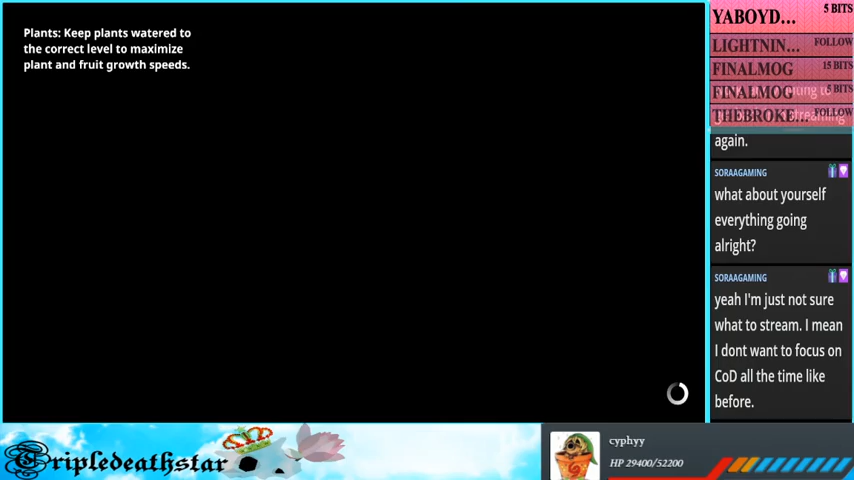 Plants: Keep plants watered to
the correct level to maximize
plant and fruit growth speeds.
YABOYD... 5 BITS
LIGHTNIN... FOLLOW
FINALMOG 15 BITS
FINALMOG 5 BITS
THEBROKE... FOLLOW
again.
SORAAGAMING
what about yourself
everything going
alright?
SORAAGAMING
yeah I'm just not sure
what to stream. I mean
I dont want to focus on
CoD all the time like
before.
Tripledeathstar
cyphyy
HP 29400/52200